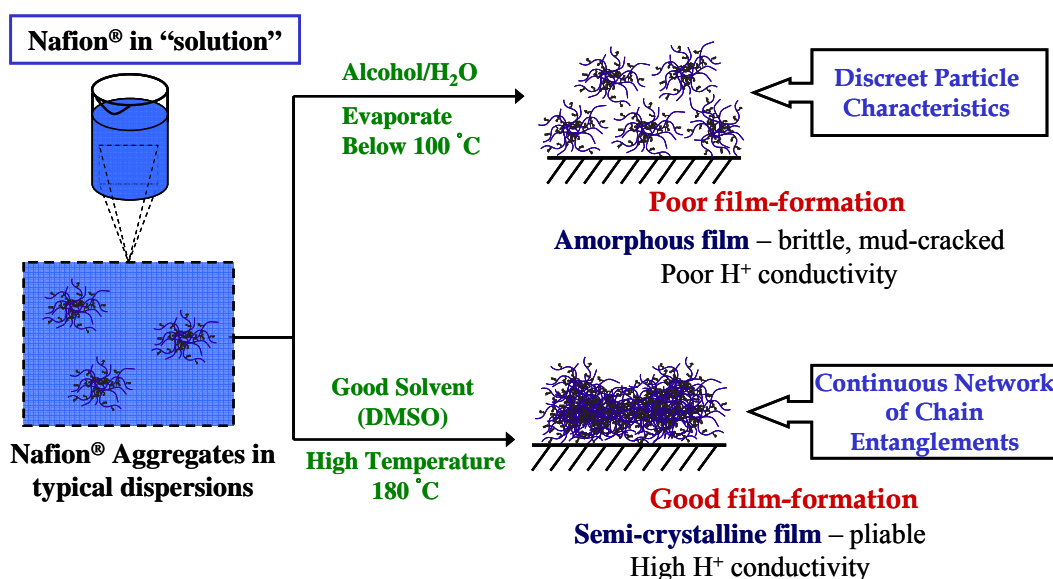 Nafion® in “solution”
Alcohol/H₂O
Evaporate
Below 100 ˚C
Discreet Particle
Characteristics
Poor film-formation
Amorphous film – brittle, mud-cracked
Poor H⁺ conductivity
Nafion® Aggregates in
typical dispersions
Good Solvent
(DMSO)
High Temperature
180 ˚C
Continuous Network
of Chain
Entanglements
Good film-formation
Semi-crystalline film – pliable
High H⁺ conductivity